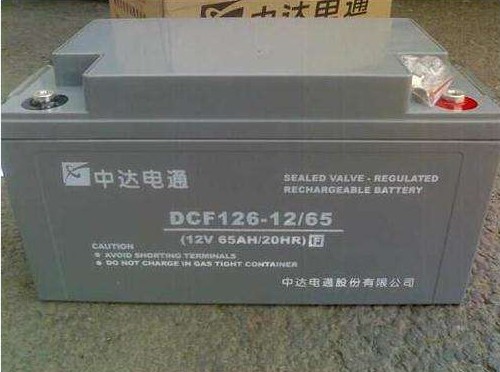 中达电通
中达电通
SEALED VALVE - REGULATED
RECHARGEABLE BATTERY
DCF126-12/65
(12V 65AH/20HR)
CAUTION
AVOID SHORTING TERMINALS
DO NOT CHARGE IN GAS TIGHT CONTAINER
中达电通股份有限公司